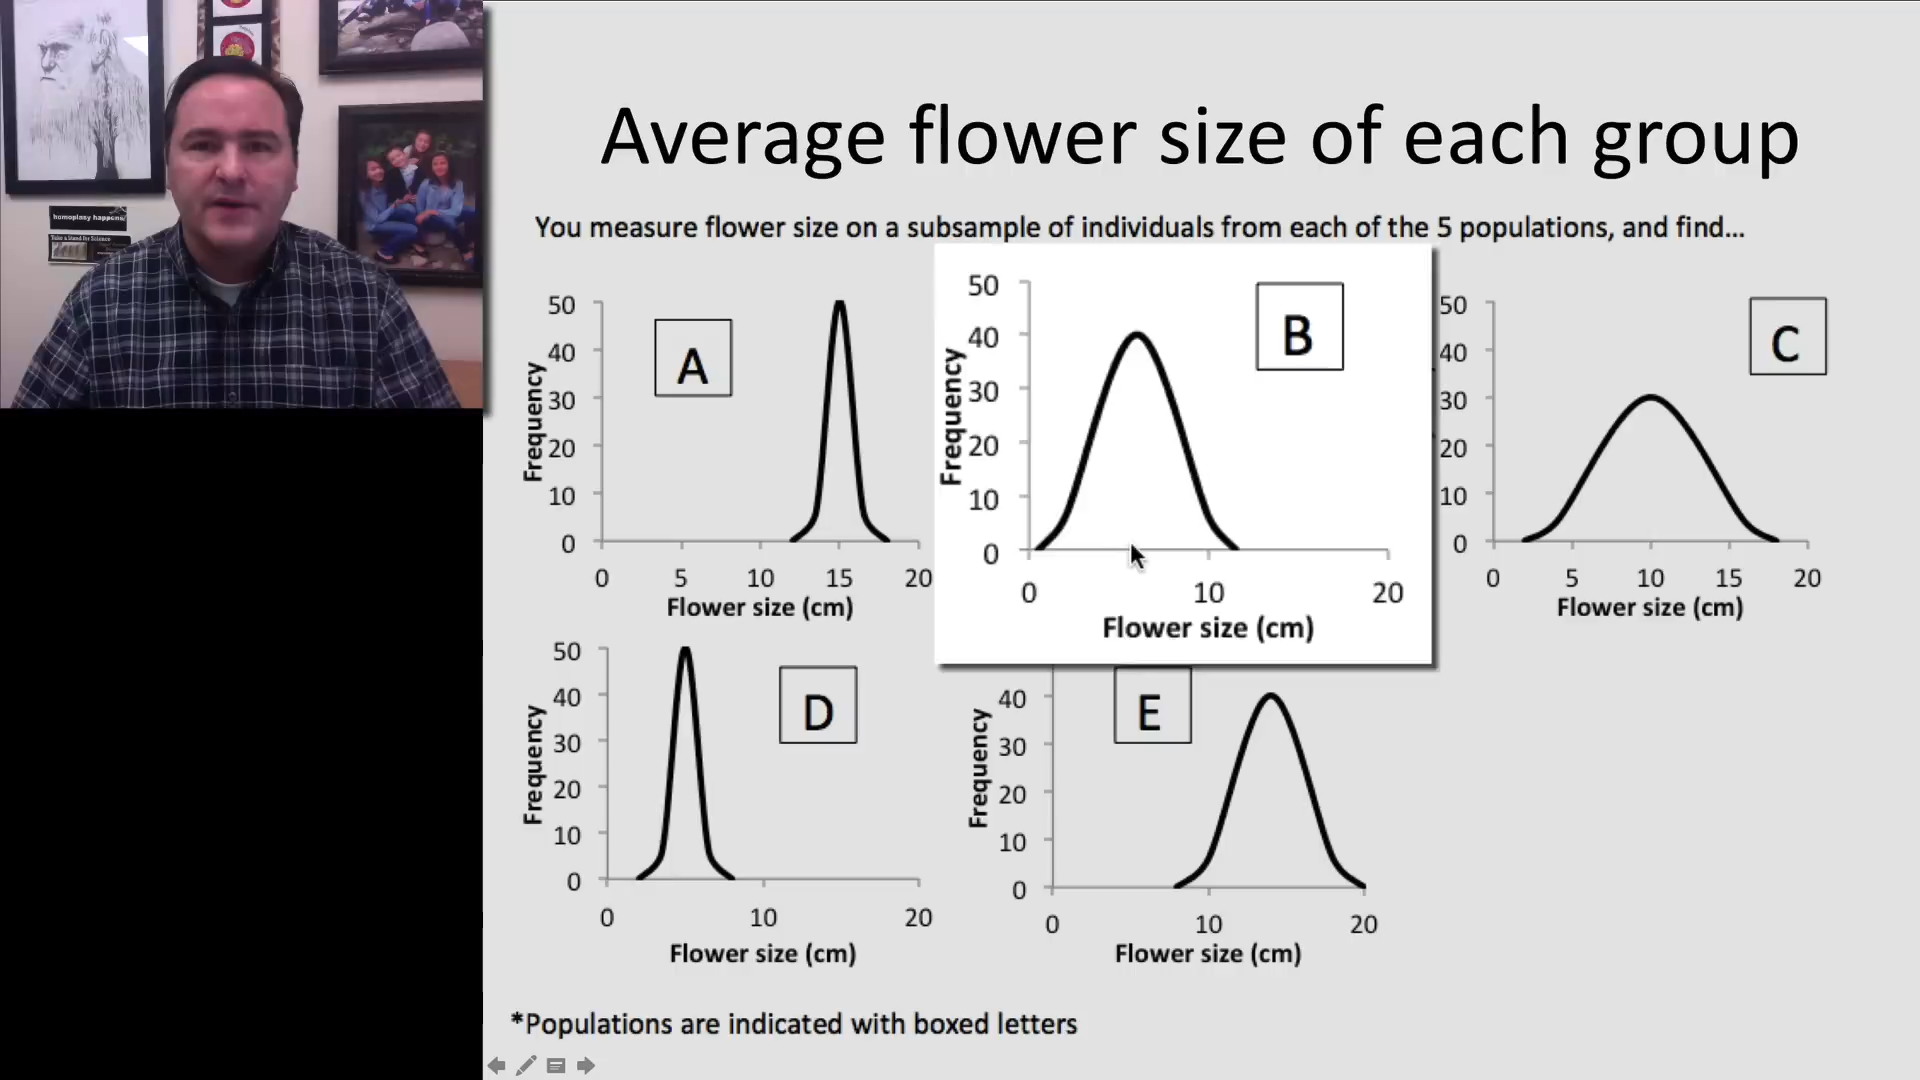 homoplasy happens
Take a Stand for Science
Average flower size of each group
You measure flower size on a subsample of individuals from each of the 5 populations, and find...
50
40
30
20
10
0
Frequency
A
0 5 10 15 20
Flower size (cm)
50
40
30
20
10
0
Frequency
B
0 10 20
Flower size (cm)
50
40
30
20
10
0
C
0 5 10 15 20
Flower size (cm)
50
40
30
20
10
0
Frequency
D
0 10 20
Flower size (cm)
40
30
20
10
0
Frequency
E
0 10 20
Flower size (cm)
*Populations are indicated with boxed letters